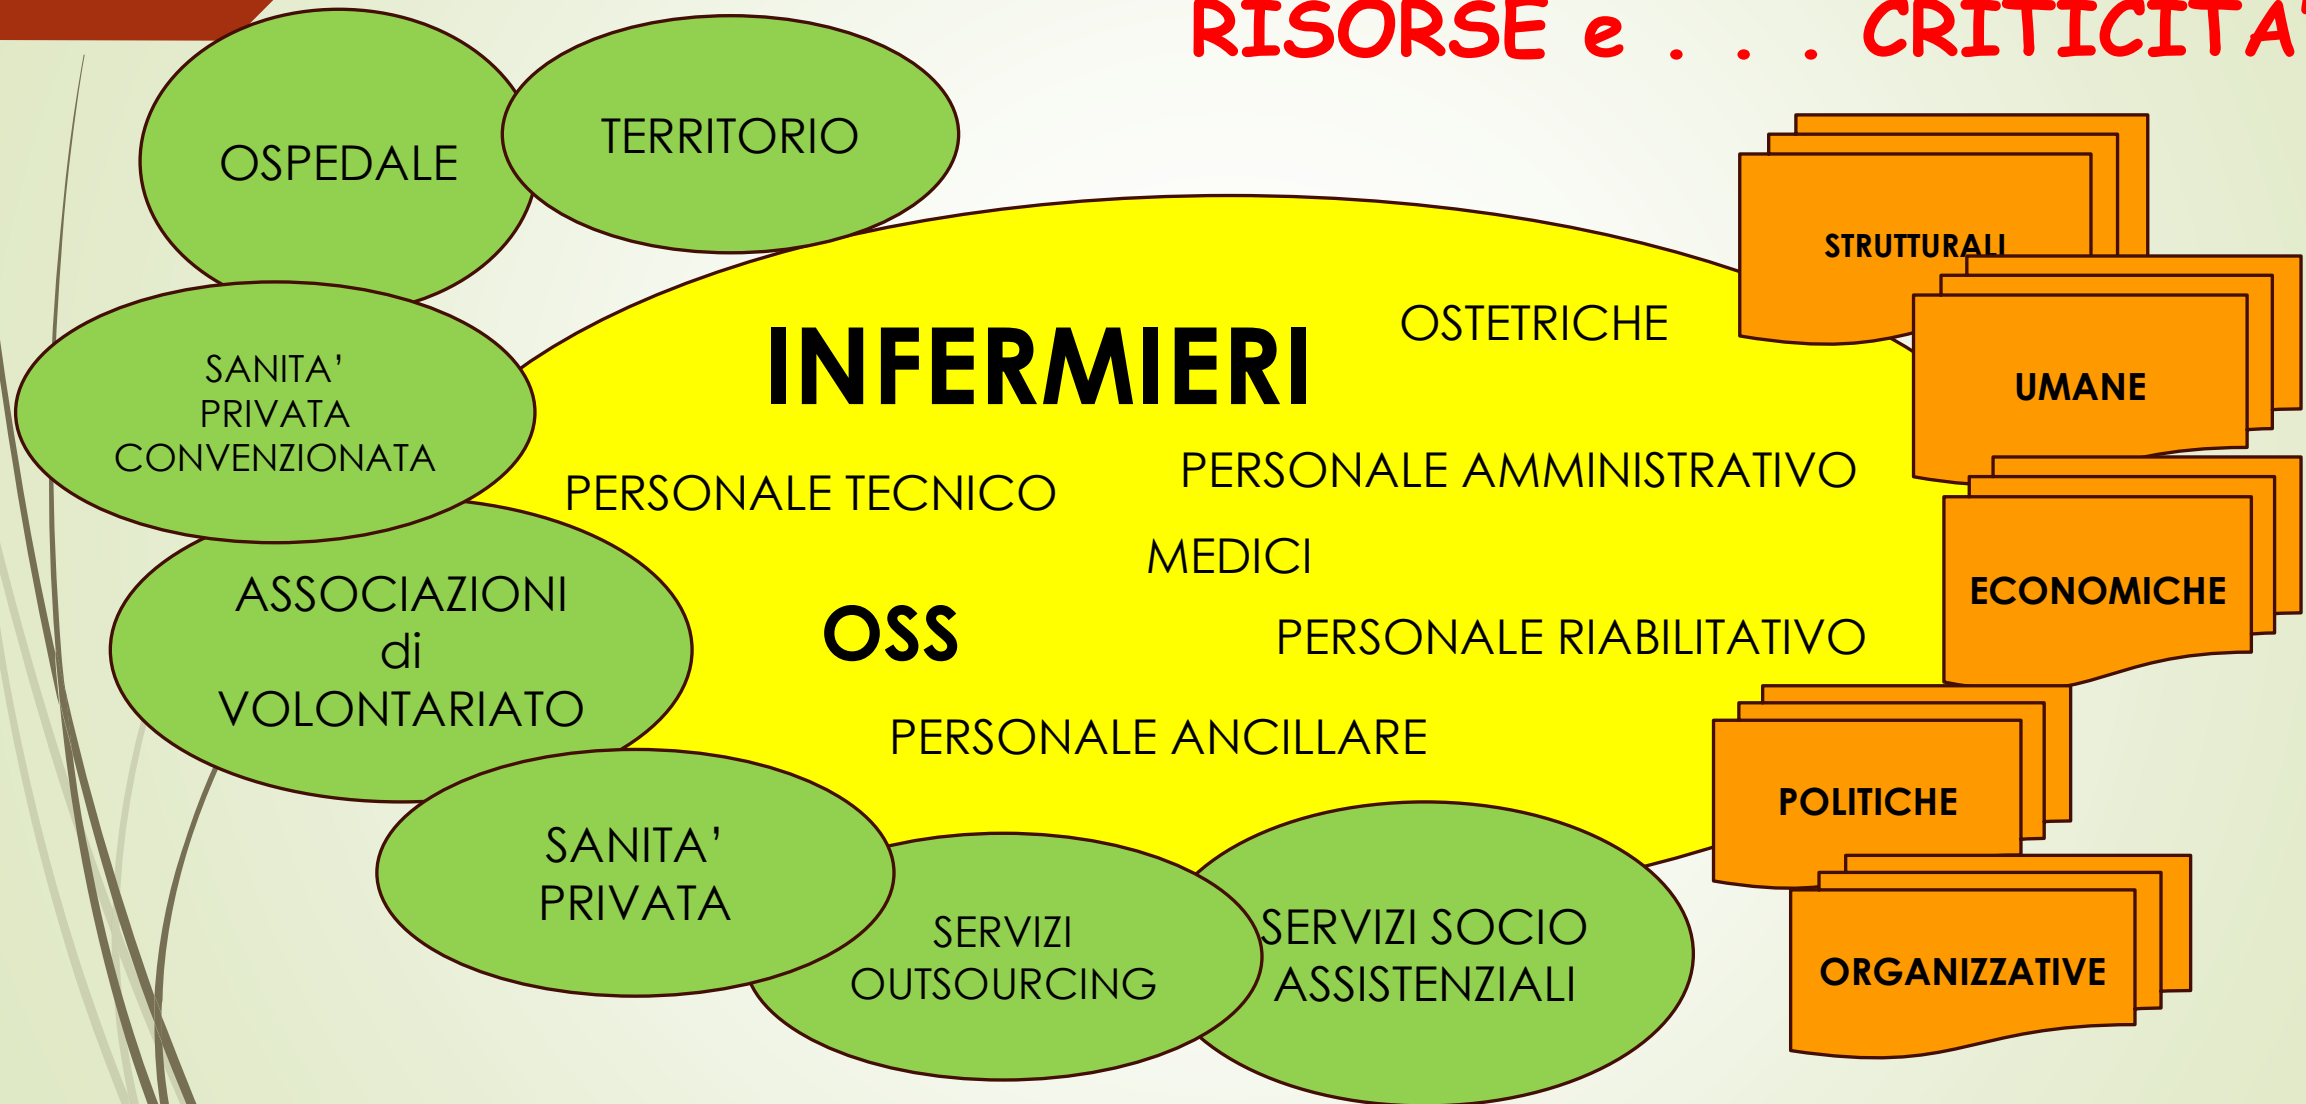 RISORSE e . . . CRITICITA'
OSPEDALE
TERRITORIO
STRUTTURALI
OSTETRICHE
INFERMIERI
SANITA’
PRIVATA
CONVENZIONATA
UMANE
PERSONALE TECNICO
PERSONALE AMMINISTRATIVO
MEDICI
ASSOCIAZIONI
di
VOLONTARIATO
OSS
PERSONALE RIABILITATIVO
ECONOMICHE
PERSONALE ANCILLARE
POLITICHE
SANITA’
PRIVATA
SERVIZI
OUTSOURCING
SERVIZI SOCIO
ASSISTENZIALI
ORGANIZZATIVE